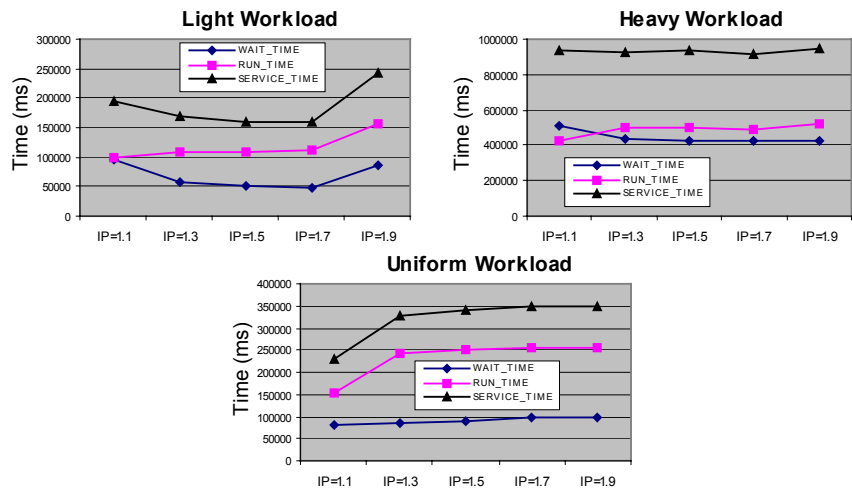 Light Workload
Time (ms)
300000
250000
200000
150000
100000
50000
0
WAIT_TIME
RUN_TIME
SERVICE_TIME
IP=1.1 IP=1.3 IP=1.5 IP=1.7 IP=1.9
Heavy Workload
Time (ms)
1000000
800000
600000
400000
200000
0
WAIT_TIME
RUN_TIME
SERVICE_TIME
IP=1.1 IP=1.3 IP=1.5 IP=1.7 IP=1.9
Uniform Workload
Time (ms)
400000
350000
300000
250000
200000
150000
100000
50000
0
WAIT_TIME
RUN_TIME
SERVICE_TIME
IP=1.1 IP=1.3 IP=1.5 IP=1.7 IP=1.9